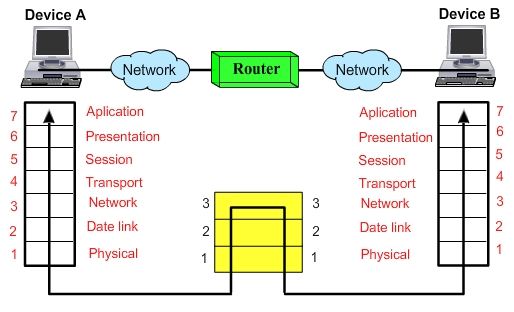 Device A
Device B
Network
Router
Network
7 Aplication
6 Presentation
5 Session
4 Transport
3 Network
2 Date link
1 Physical
3 3
2 2
1 1
Aplication 7
Presentation 6
Session 5
Transport 4
Network 3
Date link 2
Physical 1